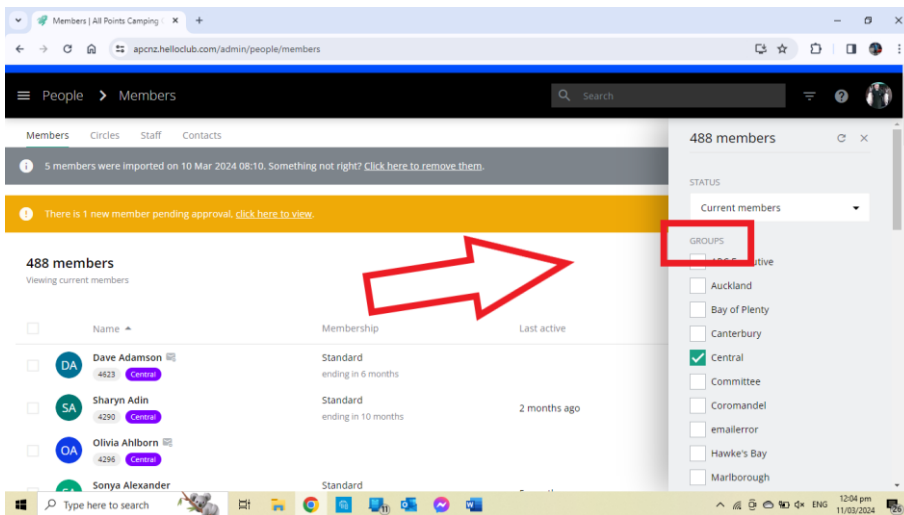 Members | All Points Camping C
apcnz.helloclub.com/admin/people/members
People > Members
Search
Members Circles Staff Contacts
488 members
5 members were imported on 10 Mar 2024 08:10. Something not right? Click here to remove them.
STATUS
Current members
There is 1 new member pending approval, click here to view.
GROUPS
488 members
Viewing current members
Auckland
Bay of Plenty
Name Membership Last active
Canterbury
Dave Adamson Standard
4623 Central ending in 6 months
DA
Central
Committee
Sharyn Adin Standard
SA 2 months ago
4290 Central ending in 10 months
Coromandel
emailerror
Olivia Ahlborn
OA
4296 Central
Hawke's Bay
Marlborough
Sonya Alexander Standard
Type here to search
ENG
12:04 pm
11/03/2024